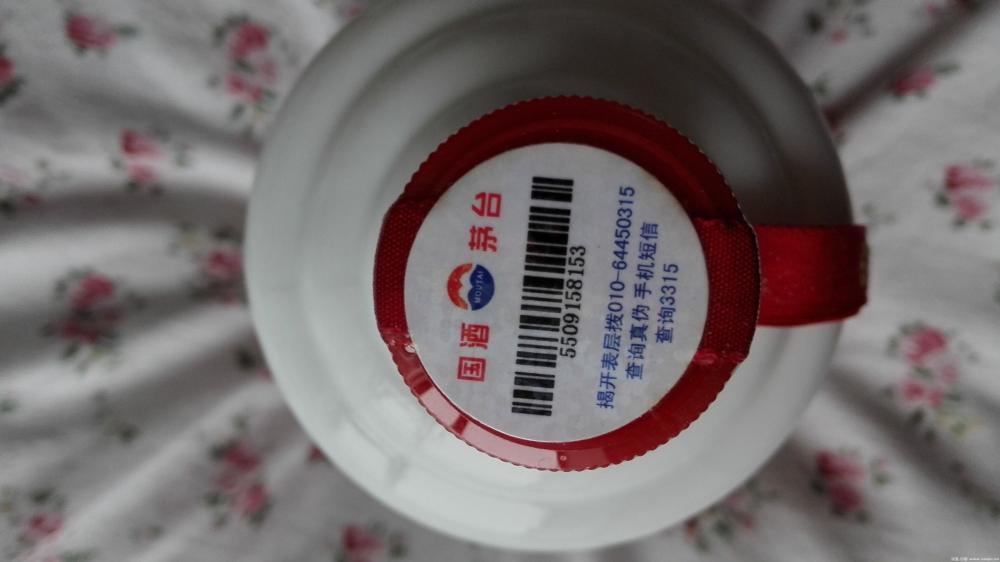 国酒 茅台
MOUTAI
5509158153
揭开表层拨010-64450315
查询真伪 手机短信
查询3315